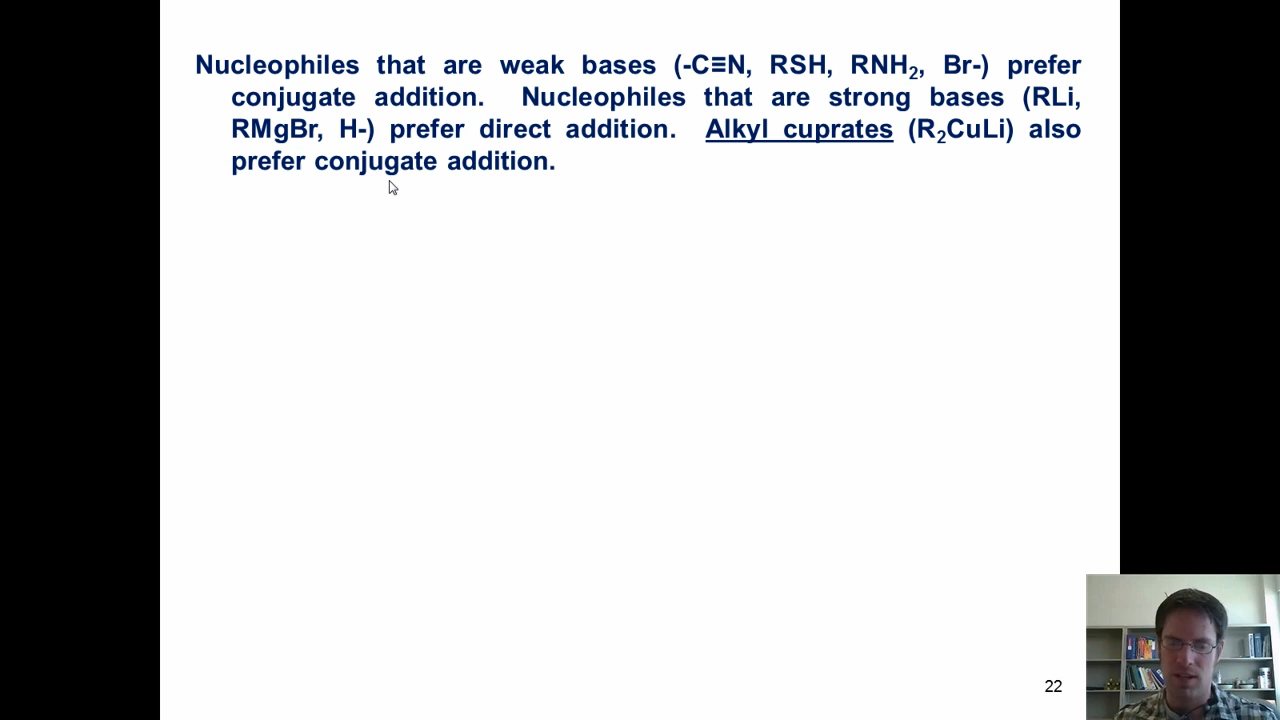 Nucleophiles that are weak bases (-C≡N, RSH, RNH₂, Br-) prefer
conjugate addition. Nucleophiles that are strong bases (RLi,
RMgBr, H-) prefer direct addition. Alkyl cuprates (R₂CuLi) also
prefer conjugate addition.
22